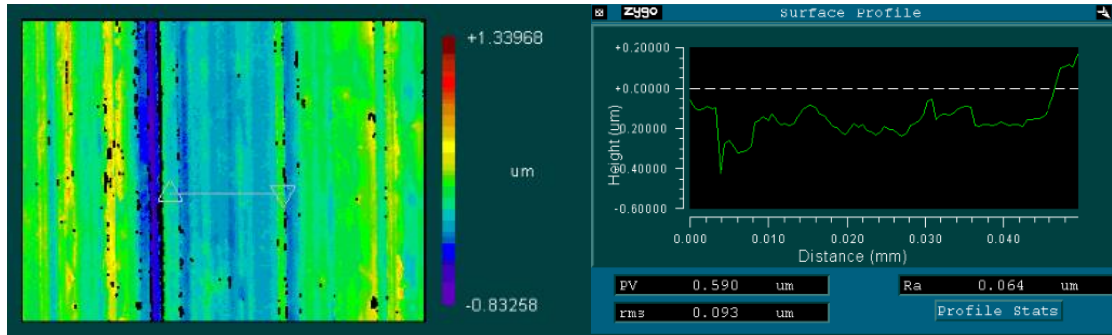 +1.33968
um
-0.83258
zygo Surface Profile
+0.20000
+0.00000
0.20000
-0.40000
-0.60000
Height (um)
0.000 0.010 0.020 0.030 0.040
Distance (mm)
PV 0.590 um
Ra 0.064 um
rms 0.093 um
Profile Stats